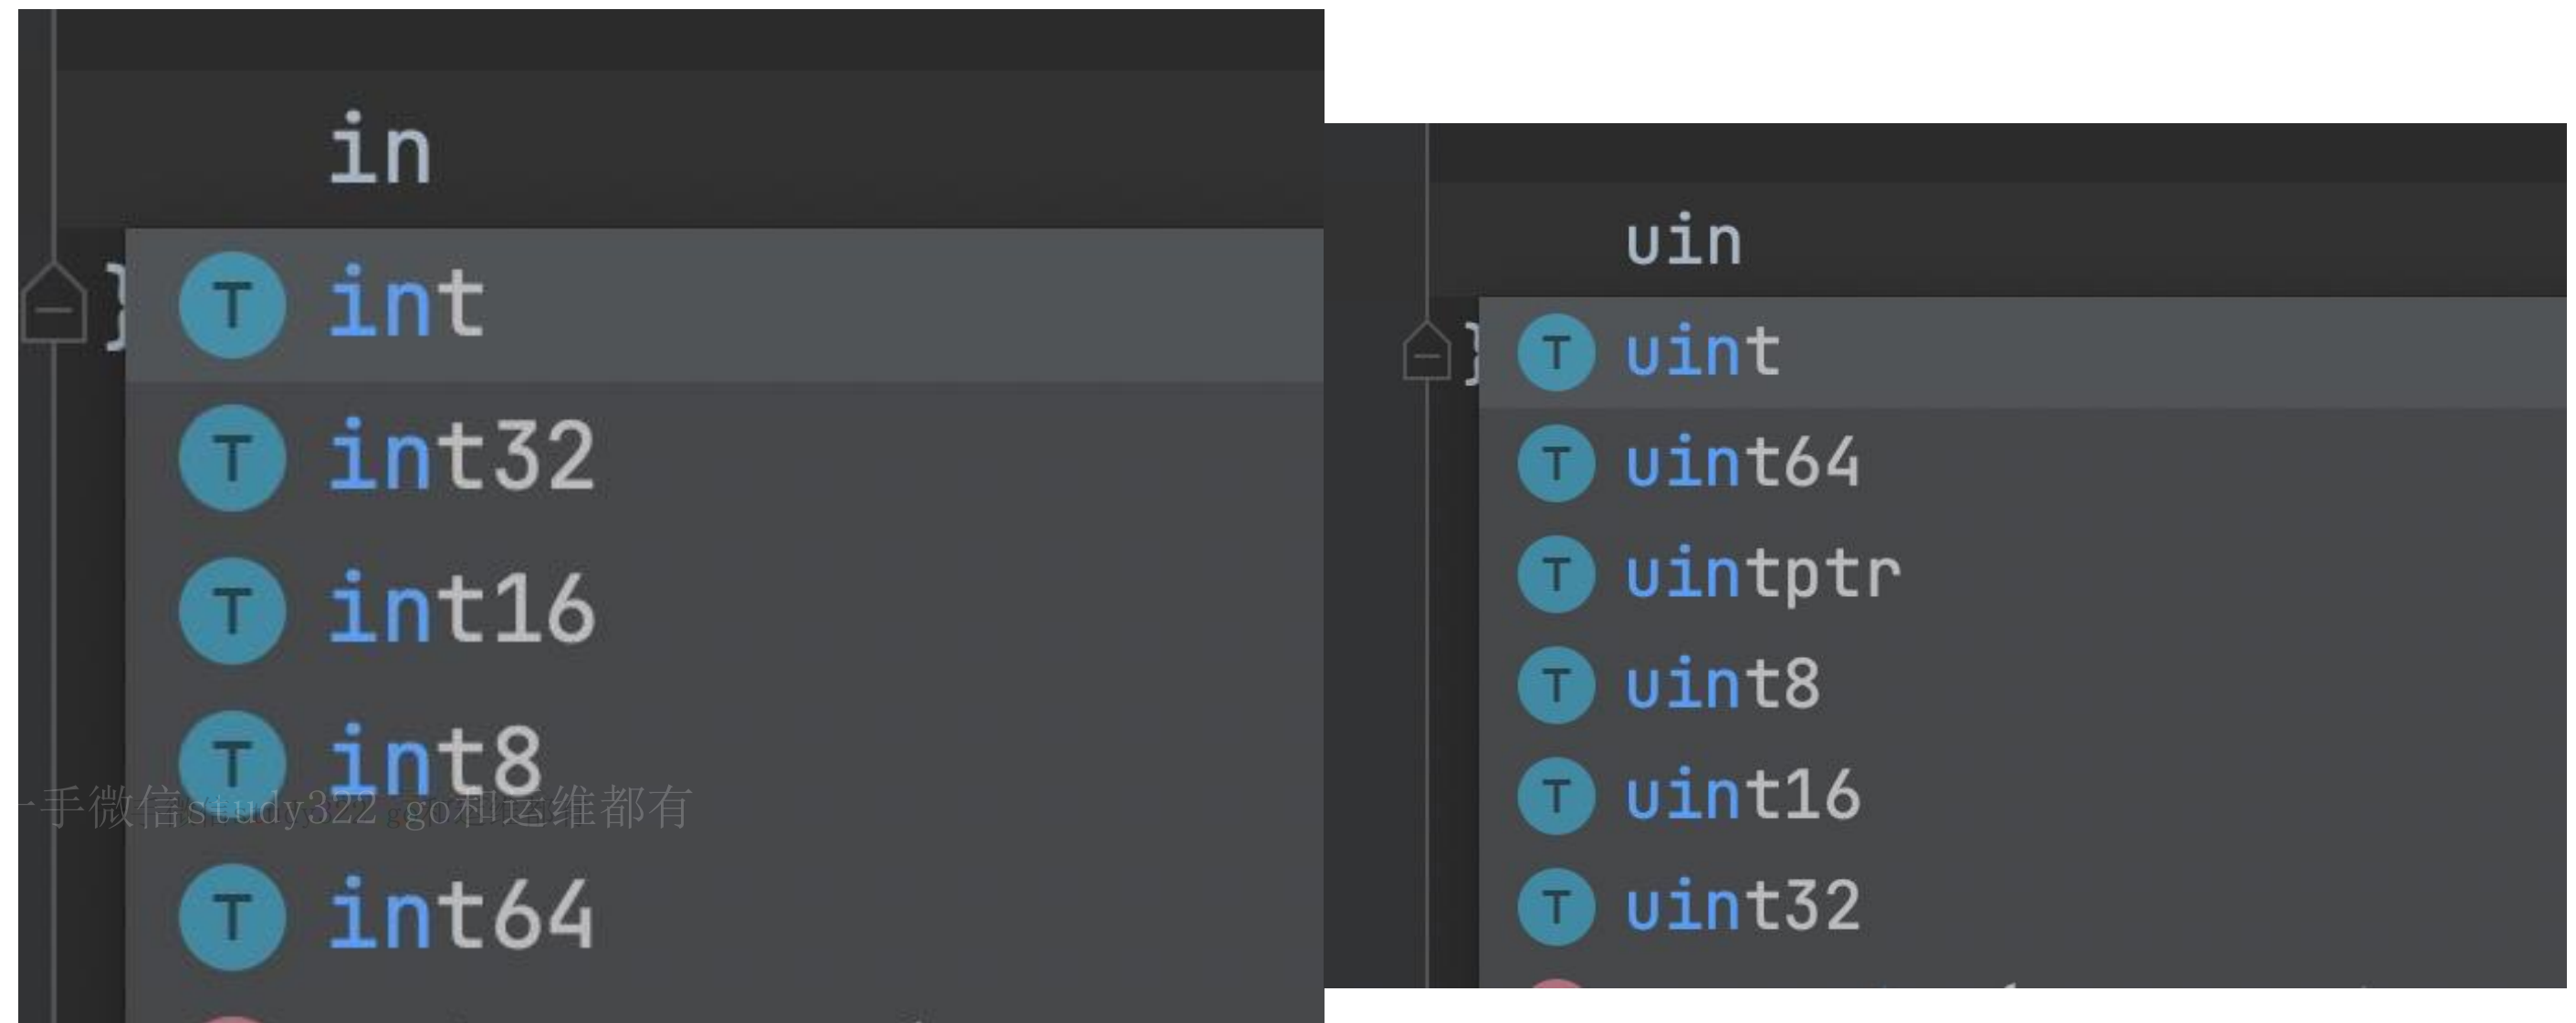 in
}
T int
T int32
T int16
T int8
手微信study322 go和运维都有
T int64
uin
}
T uint
T uint64
T uintptr
T uint8
T uint16
T uint32